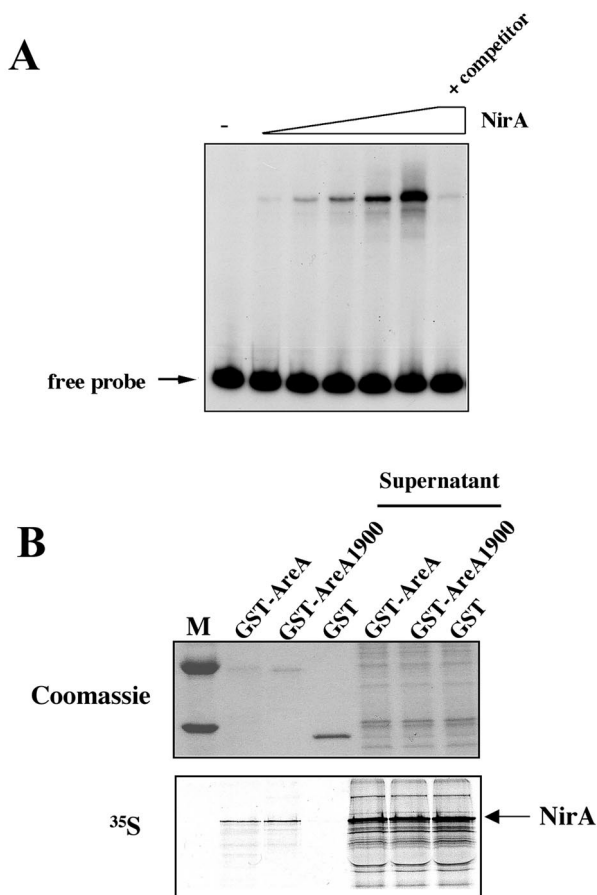 A
+ competitor
-
NirA
free probe
Supernatant
B
M
GST-AreA
GST-AreA1900
GST
GST-AreA
GST-AreA1900
GST
Coomassie
35S
NirA